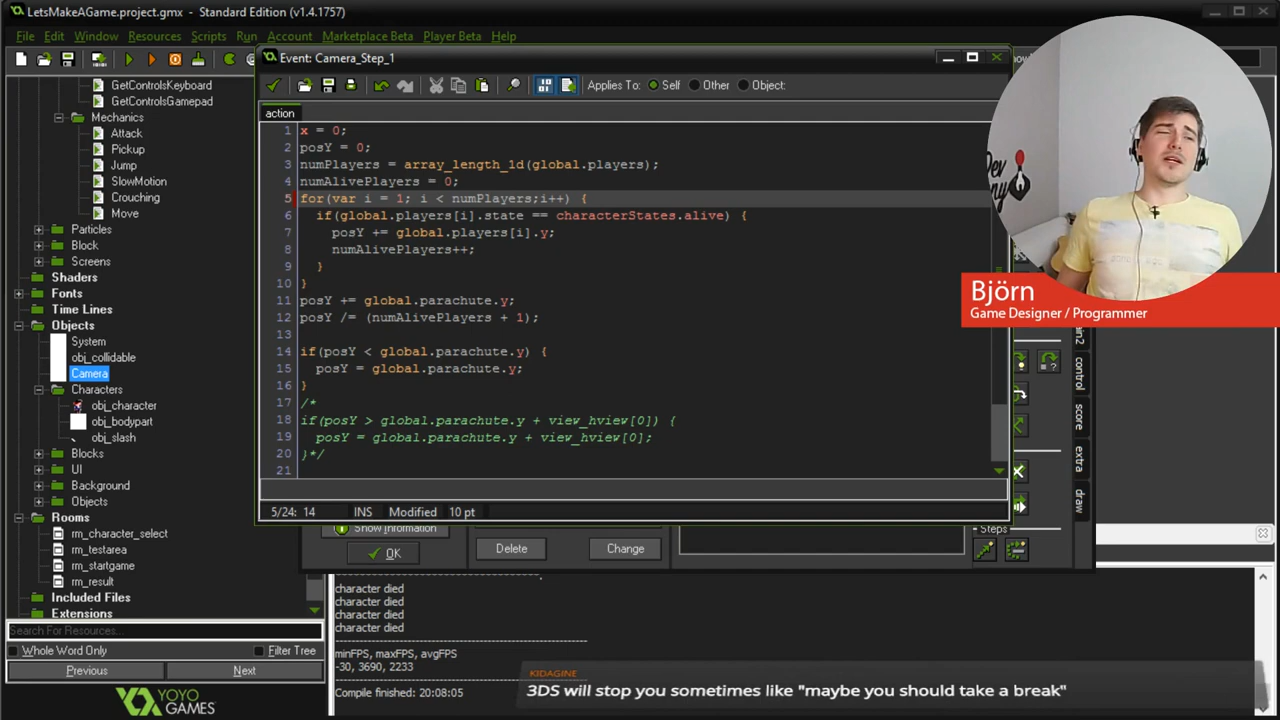 LetsMakeAGame.project.gmx - Standard Edition (v1.4.1757)
File Edit Window Resources Scripts Run Account Marketplace Beta Player Beta Help
GetControlsKeyboard
GetControlsGamepad
Mechanics
Attack
Pickup
Jump
SlowMotion
Crouching
Move
Particles
Block
Screens
Shaders
Fonts
Time Lines
Objects
System
obj_collidable
Camera
Characters
obj_character
obj_bodypart
obj_slash
Blocks
UI
Background
Objects
Rooms
rm_character_select
rm_testarea
rm_startgame
rm_result
Included Files
Extensions
Search For Resources...
Whole Word Only Filter Tree
Previous Next
YOYO
GAMES™
Event: Camera_Step_1
Applies To: Self Other Object:
action
1 x = 0;
2 posY = 0;
3 numPlayers = array_length_1d(global.players);
4 numAlivePlayers = 0;
5 for(var i = 1; i < numPlayers;i++) {
6 if(global.players[i].state == characterStates.alive) {
7 posY += global.players[i].y;
8 numAlivePlayers++;
9 }
10 }
11 posY += global.parachute.y;
12 posY /= (numAlivePlayers + 1);
13
14 if(posY < global.parachute.y) {
15 posY = global.parachute.y;
16 }
17 /*
18 if(posY > global.parachute.y + view_hview[0]) {
19 posY = global.parachute.y + view_hview[0];
20 }*/
21
5/24: 14 INS Modified 10 pt
Show Information
OK
Delete
Change
Steps
control
score
extra
draw
Björn
Game Designer / Programmer
character died
character died
character died
character died
minFPS, maxFPS, avgFPS
-30, 3690, 2233
Compile finished: 20:08:05
KIDAGINE
3DS will stop you sometimes like "maybe you should take a break"